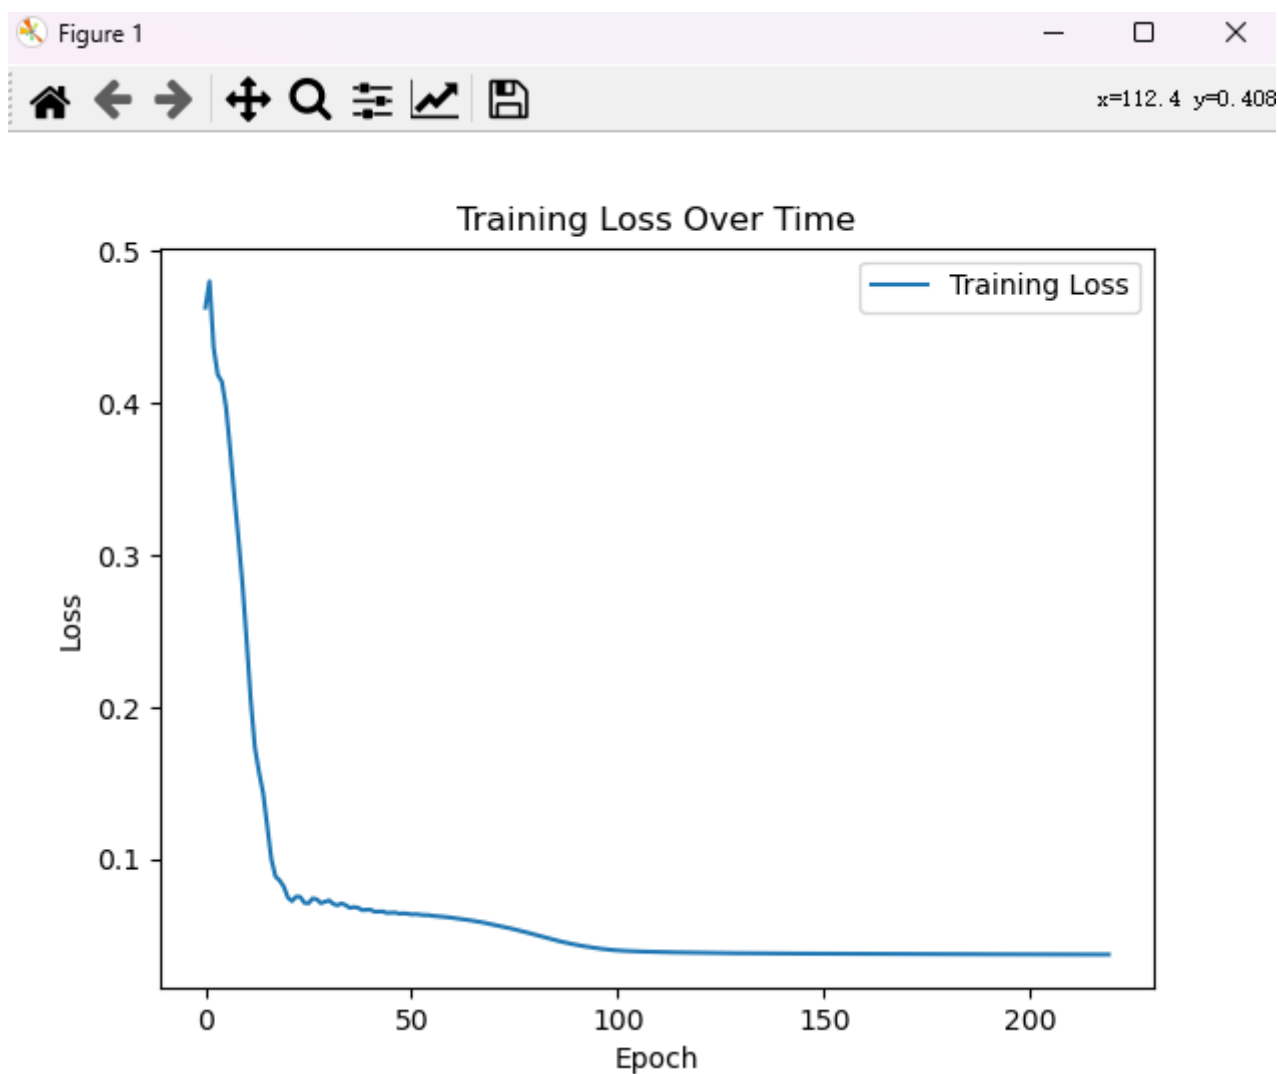 Figure 1
x=112.4 y=0.408
Training Loss Over Time
Training Loss
0.5
0.4
0.3
0.2
0.1
Loss
0 50 100 150 200
Epoch